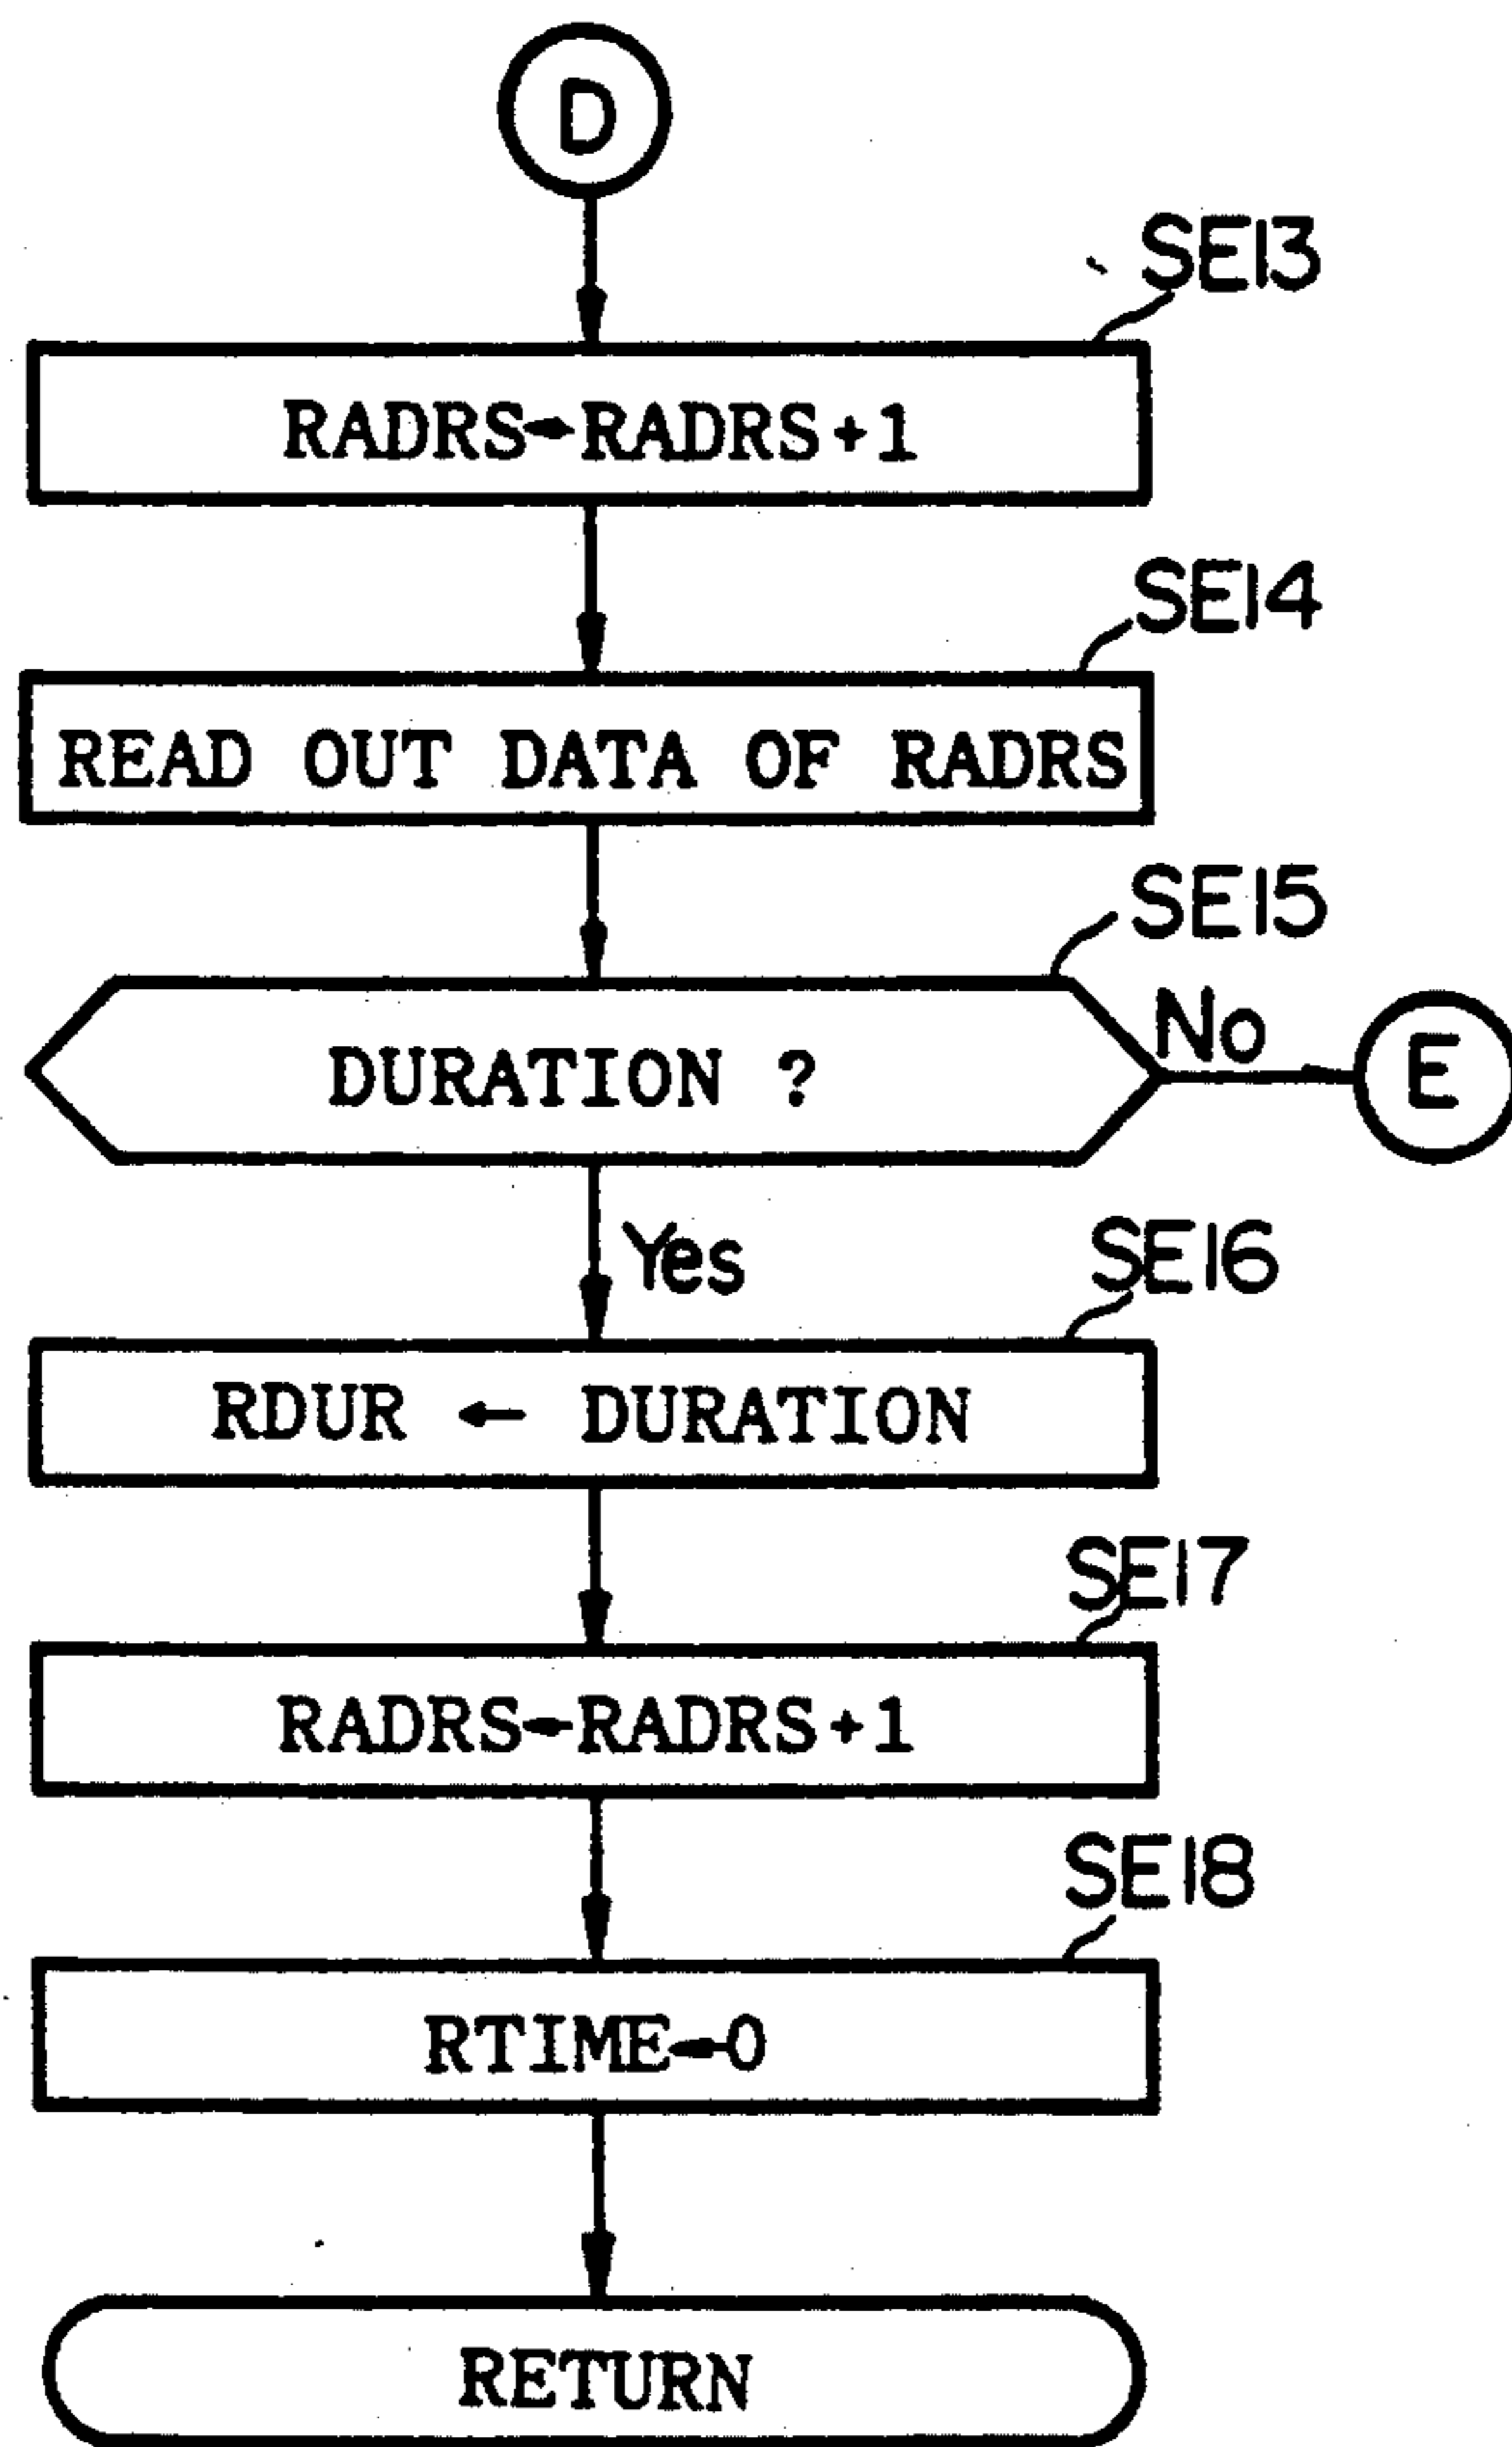 D
SE13
RADRS←RADRS+1
SE14
READ OUT DATA OF RADRS
SE15
DURATION ?
No
E
Yes
SE16
RDUR ← DURATION
SE17
RADRS←RADRS+1
SE18
RTIME←0
RETURN